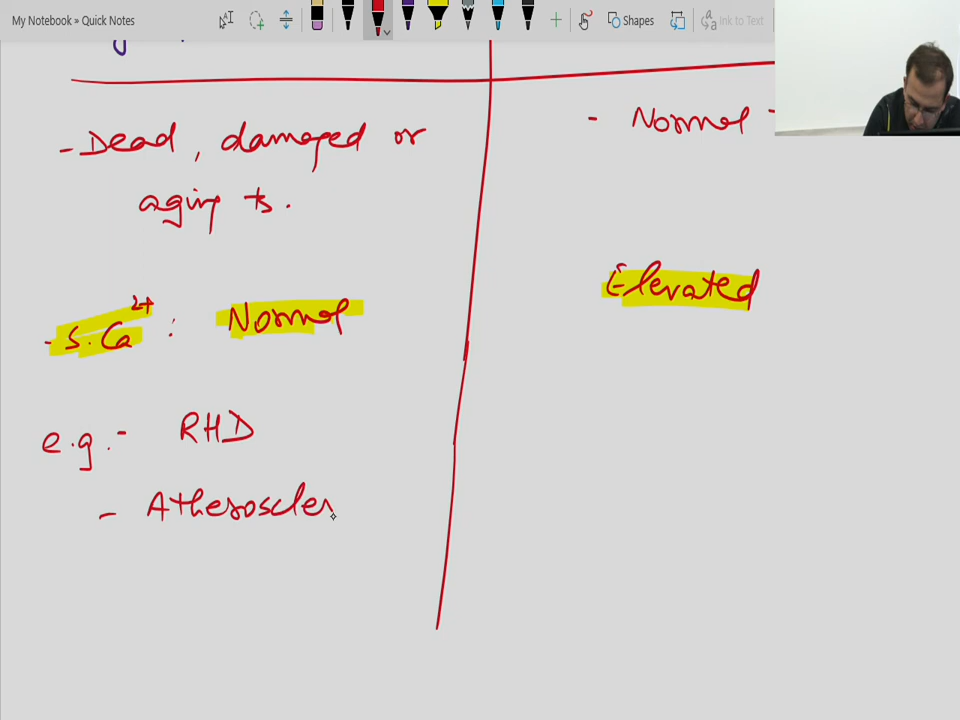 My Notebook » Quick Notes
Shapes
Ink to Text
- Dead, damaged or
aging ts.
- Normal
- S. Ca2+ : Normal
Elevated
e.g.- RHD
- Atheroscler